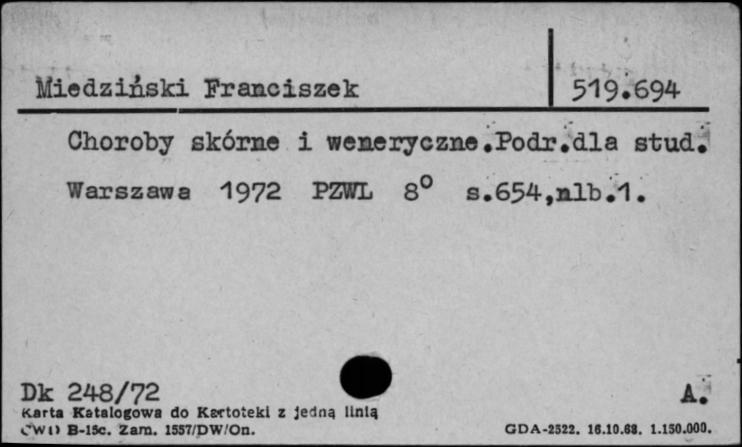 Miedziński Franciszek 519.694
Choroby skórne i weneryczne.Podr.dla stud.
Warszawa 1972 PZWL 8° s.654,nlb.1.
Dk 248/72 A.
Karta Katalogowa do Kartoteki z jedną linią
CWD B-15c. Zam. 1557/DW/On. GDA-2522. 16.10.68. 1.150.000.